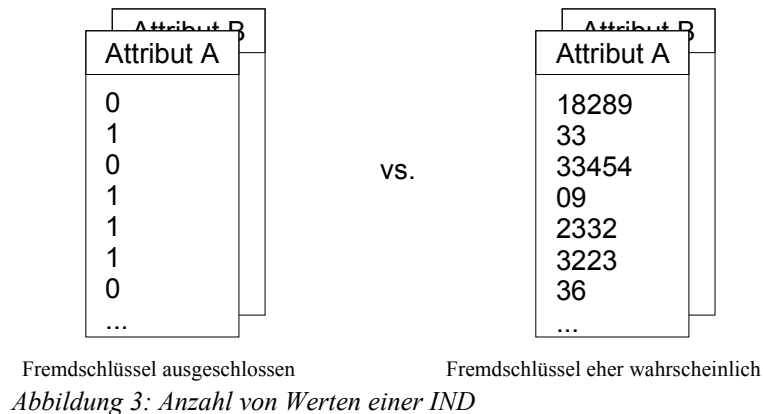 Attribut B
Attribut A
0
1
0
1
1
1
0
...
vs.
Attribut B
Attribut A
18289
33
33454
09
2332
3223
36
...
Fremdschlüssel ausgeschlossen
Fremdschlüssel eher wahrscheinlich
Abbildung 3: Anzahl von Werten einer IND